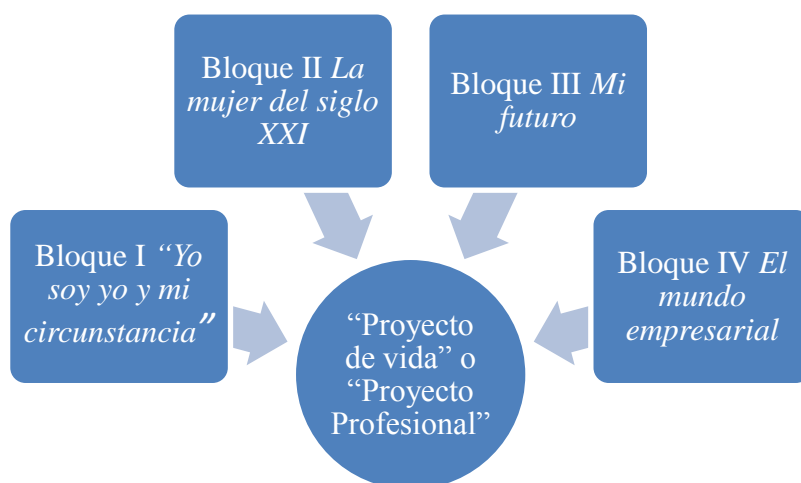 Bloque I “Yo
soy yo y mi
circunstancia”
Bloque II La
mujer del siglo
XXI
Bloque III Mi
futuro
Bloque IV El
mundo
empresarial
“Proyecto
de vida” o
“Proyecto
Profesional”